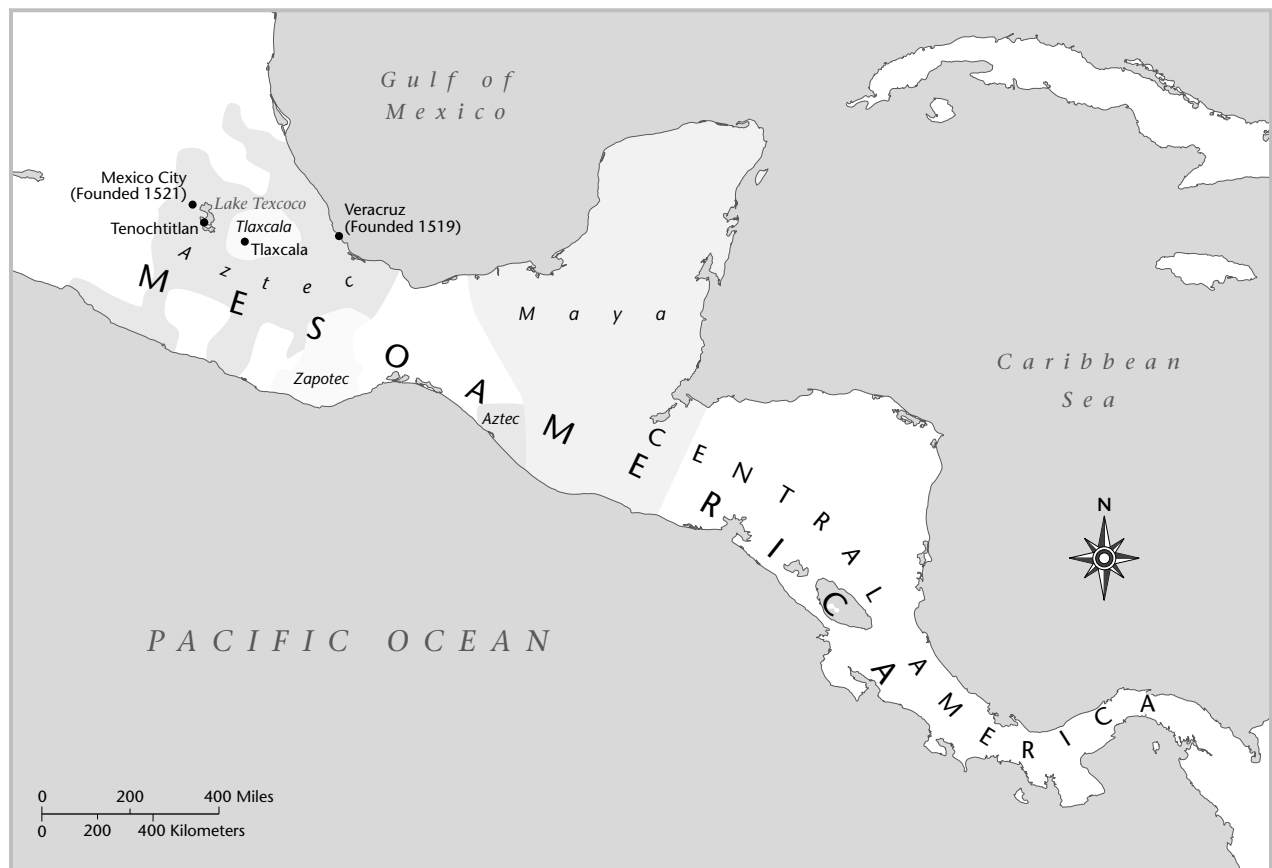 Gulf of
Mexico
Mexico City
(Founded 1521)
Lake Texcoco
Tenochtitlan
Tlaxcala
Tlaxcala
Veracruz
(Founded 1519)
Aztec
MESOAMERICA
Maya
Zapotec
Aztec
Caribbean
Sea
CENTRAL AMERICA
N
PACIFIC OCEAN
0 200 400 Miles
0 200 400 Kilometers